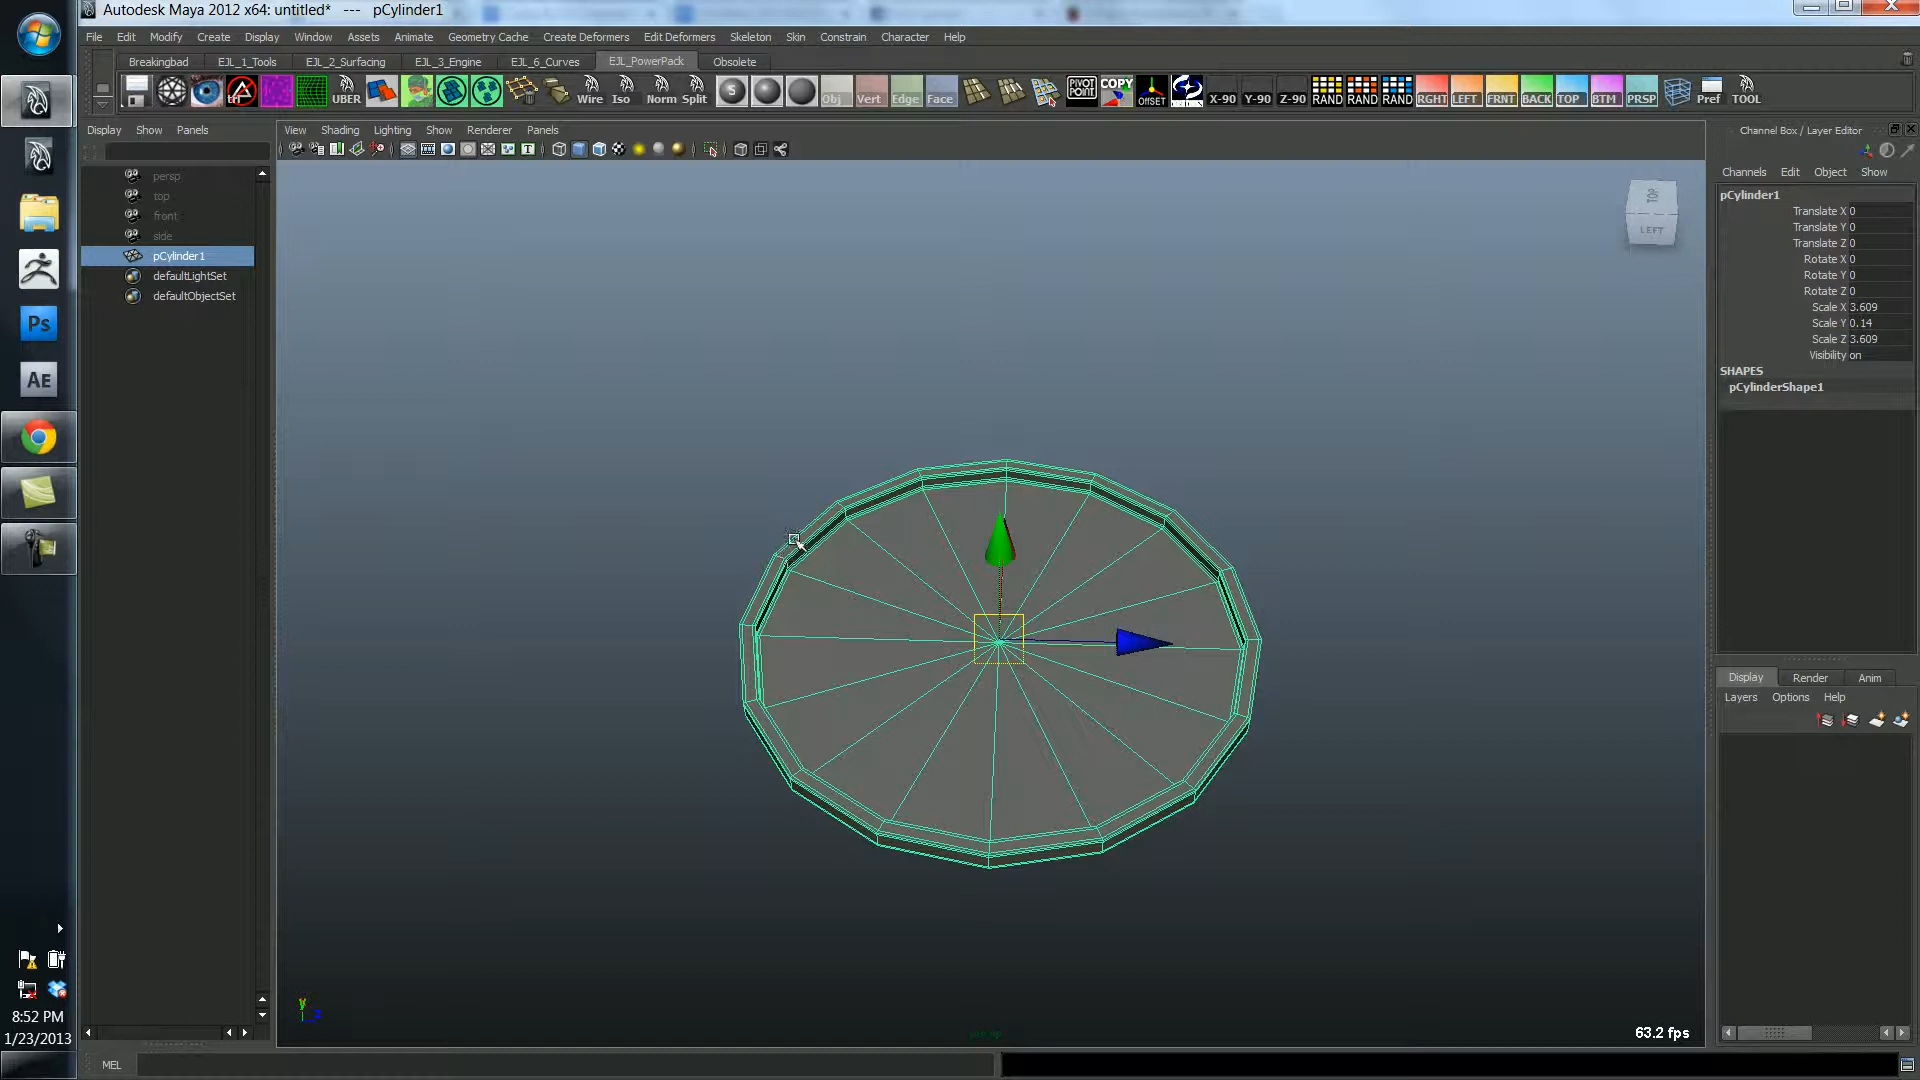 Autodesk Maya 2012 x64: untitled* --- pCylinder1
File Edit Modify Create Display Window Assets Animate Geometry Cache Create Deformers Edit Deformers Skeleton Skin Constrain Character Help
Breakingbad EJL_1_Tools EJL_2_Surfacing EJL_3_Engine EJL_6_Curves EJL_PowerPack Obsolete
tri UBER Wire Iso Norm Split S Obj Vert Edge Face PIVOT POINT COPY OFFSET X-90 Y-90 Z-90 RAND RAND RAND RGHT LEFT FRNT BACK TOP BTM PRSP Pref TOOL
Display Show Panels
View Shading Lighting Show Renderer Panels
Channel Box / Layer Editor
Channels Edit Object Show
persp
top
front
side
pCylinder1
defaultLightSet
defaultObjectSet
TOP
LEFT
pCylinder1
Translate X 0
Translate Y 0
Translate Z 0
Rotate X 0
Rotate Y 0
Rotate Z 0
Scale X 3.609
Scale Y 0.14
Scale Z 3.609
Visibility on
SHAPES
pCylinderShape1
Display Render Anim
Layers Options Help
Ps
AE
y
z
63.2 fps
8:52 PM
1/23/2013
MEL